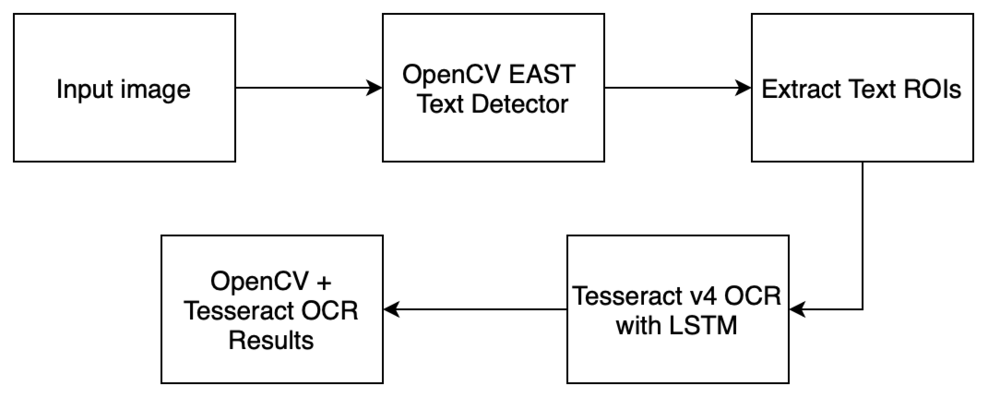 Input image
OpenCV EAST
Text Detector
Extract Text ROIs
Tesseract v4 OCR
with LSTM
OpenCV +
Tesseract OCR
Results